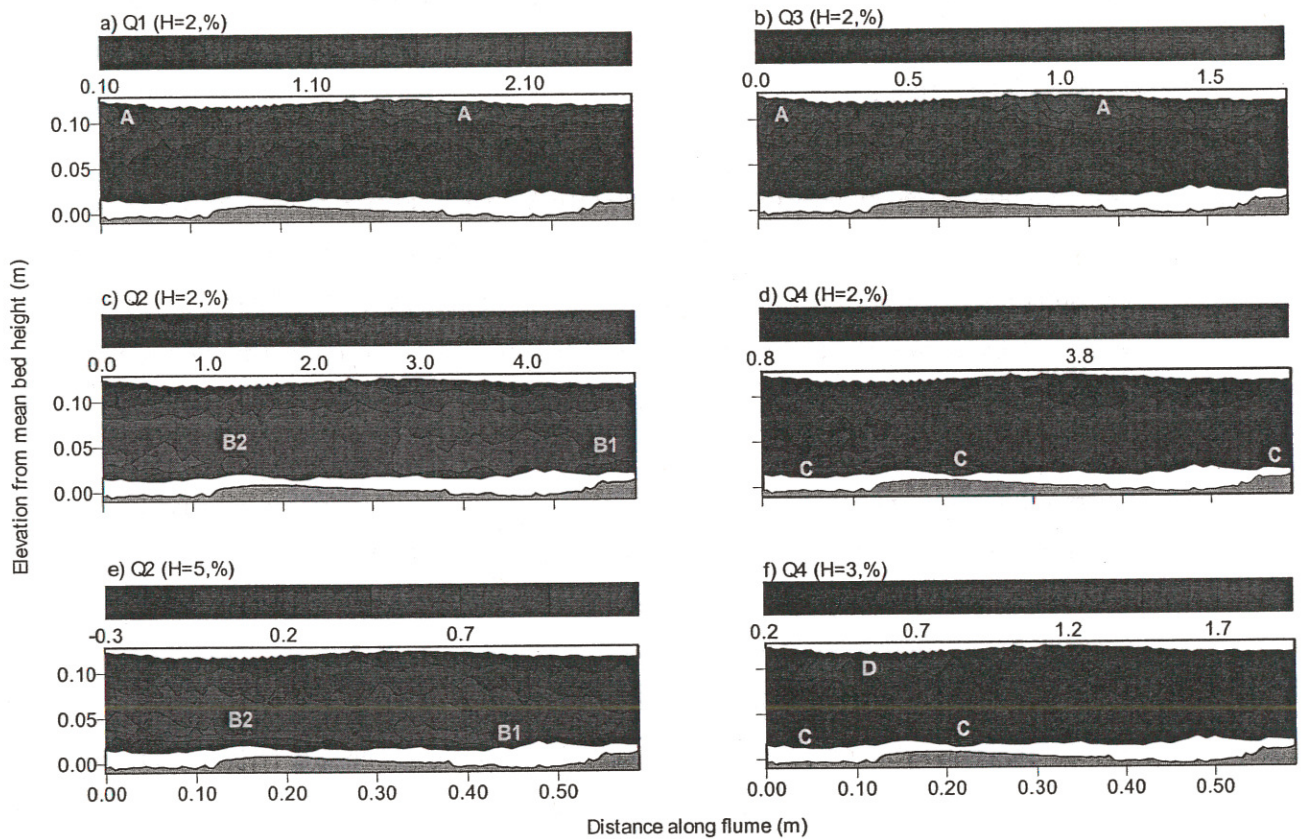 a) Q1 (H=2,%)
b) Q3 (H=2,%)
0.10 1.10 2.10
0.0 0.5 1.0 1.5
A A
A A
0.10
0.05
0.00
c) Q2 (H=2,%)
d) Q4 (H=2,%)
0.0 1.0 2.0 3.0 4.0
0.8 3.8
0.10
0.05
0.00
B2 B1
C C C
Elevation from mean bed height (m)
e) Q2 (H=5,%)
f) Q4 (H=3,%)
-0.3 0.2 0.7
0.2 0.7 1.2 1.7
0.10
0.05
0.00
B2 B1
D
C C
0.00 0.10 0.20 0.30 0.40 0.50
0.00 0.10 0.20 0.30 0.40 0.50
Distance along flume (m)